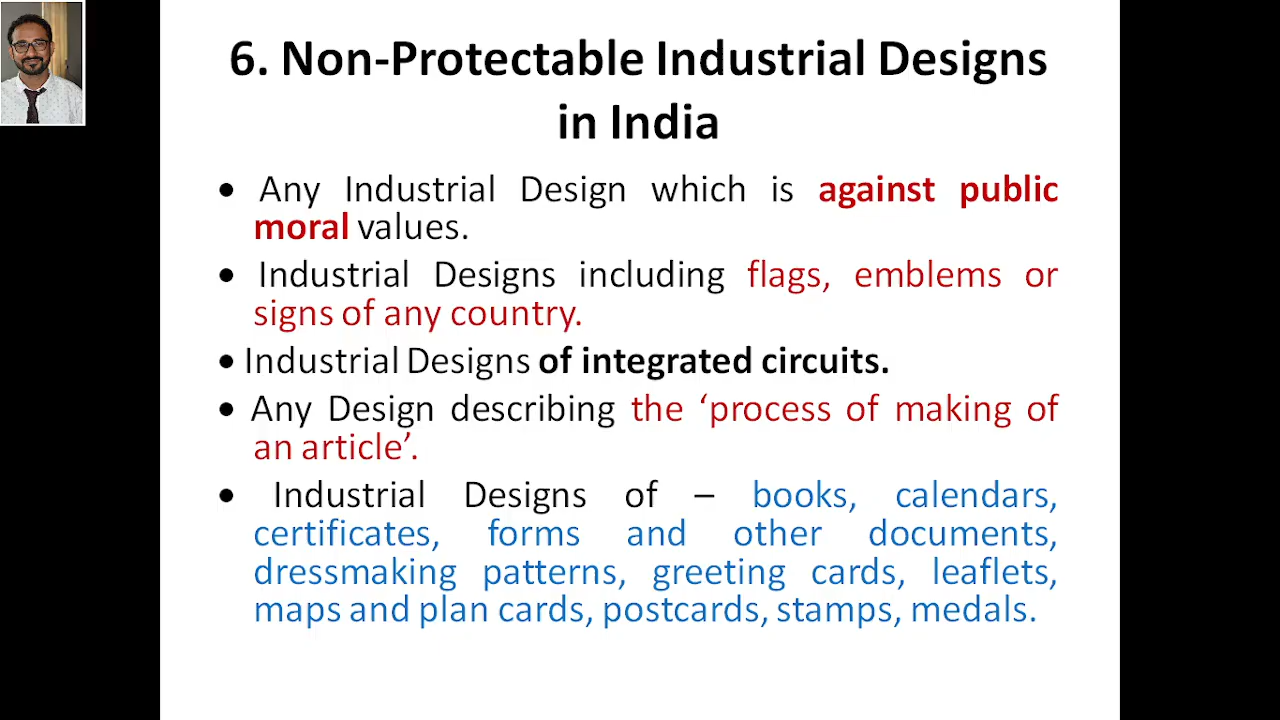 6. Non-Protectable Industrial Designs
in India
• Any Industrial Design which is against public
moral values.
• Industrial Designs including flags, emblems or
signs of any country.
• Industrial Designs of integrated circuits.
• Any Design describing the ‘process of making of
an article’.
• Industrial Designs of – books, calendars,
certificates, forms and other documents,
dressmaking patterns, greeting cards, leaflets,
maps and plan cards, postcards, stamps, medals.